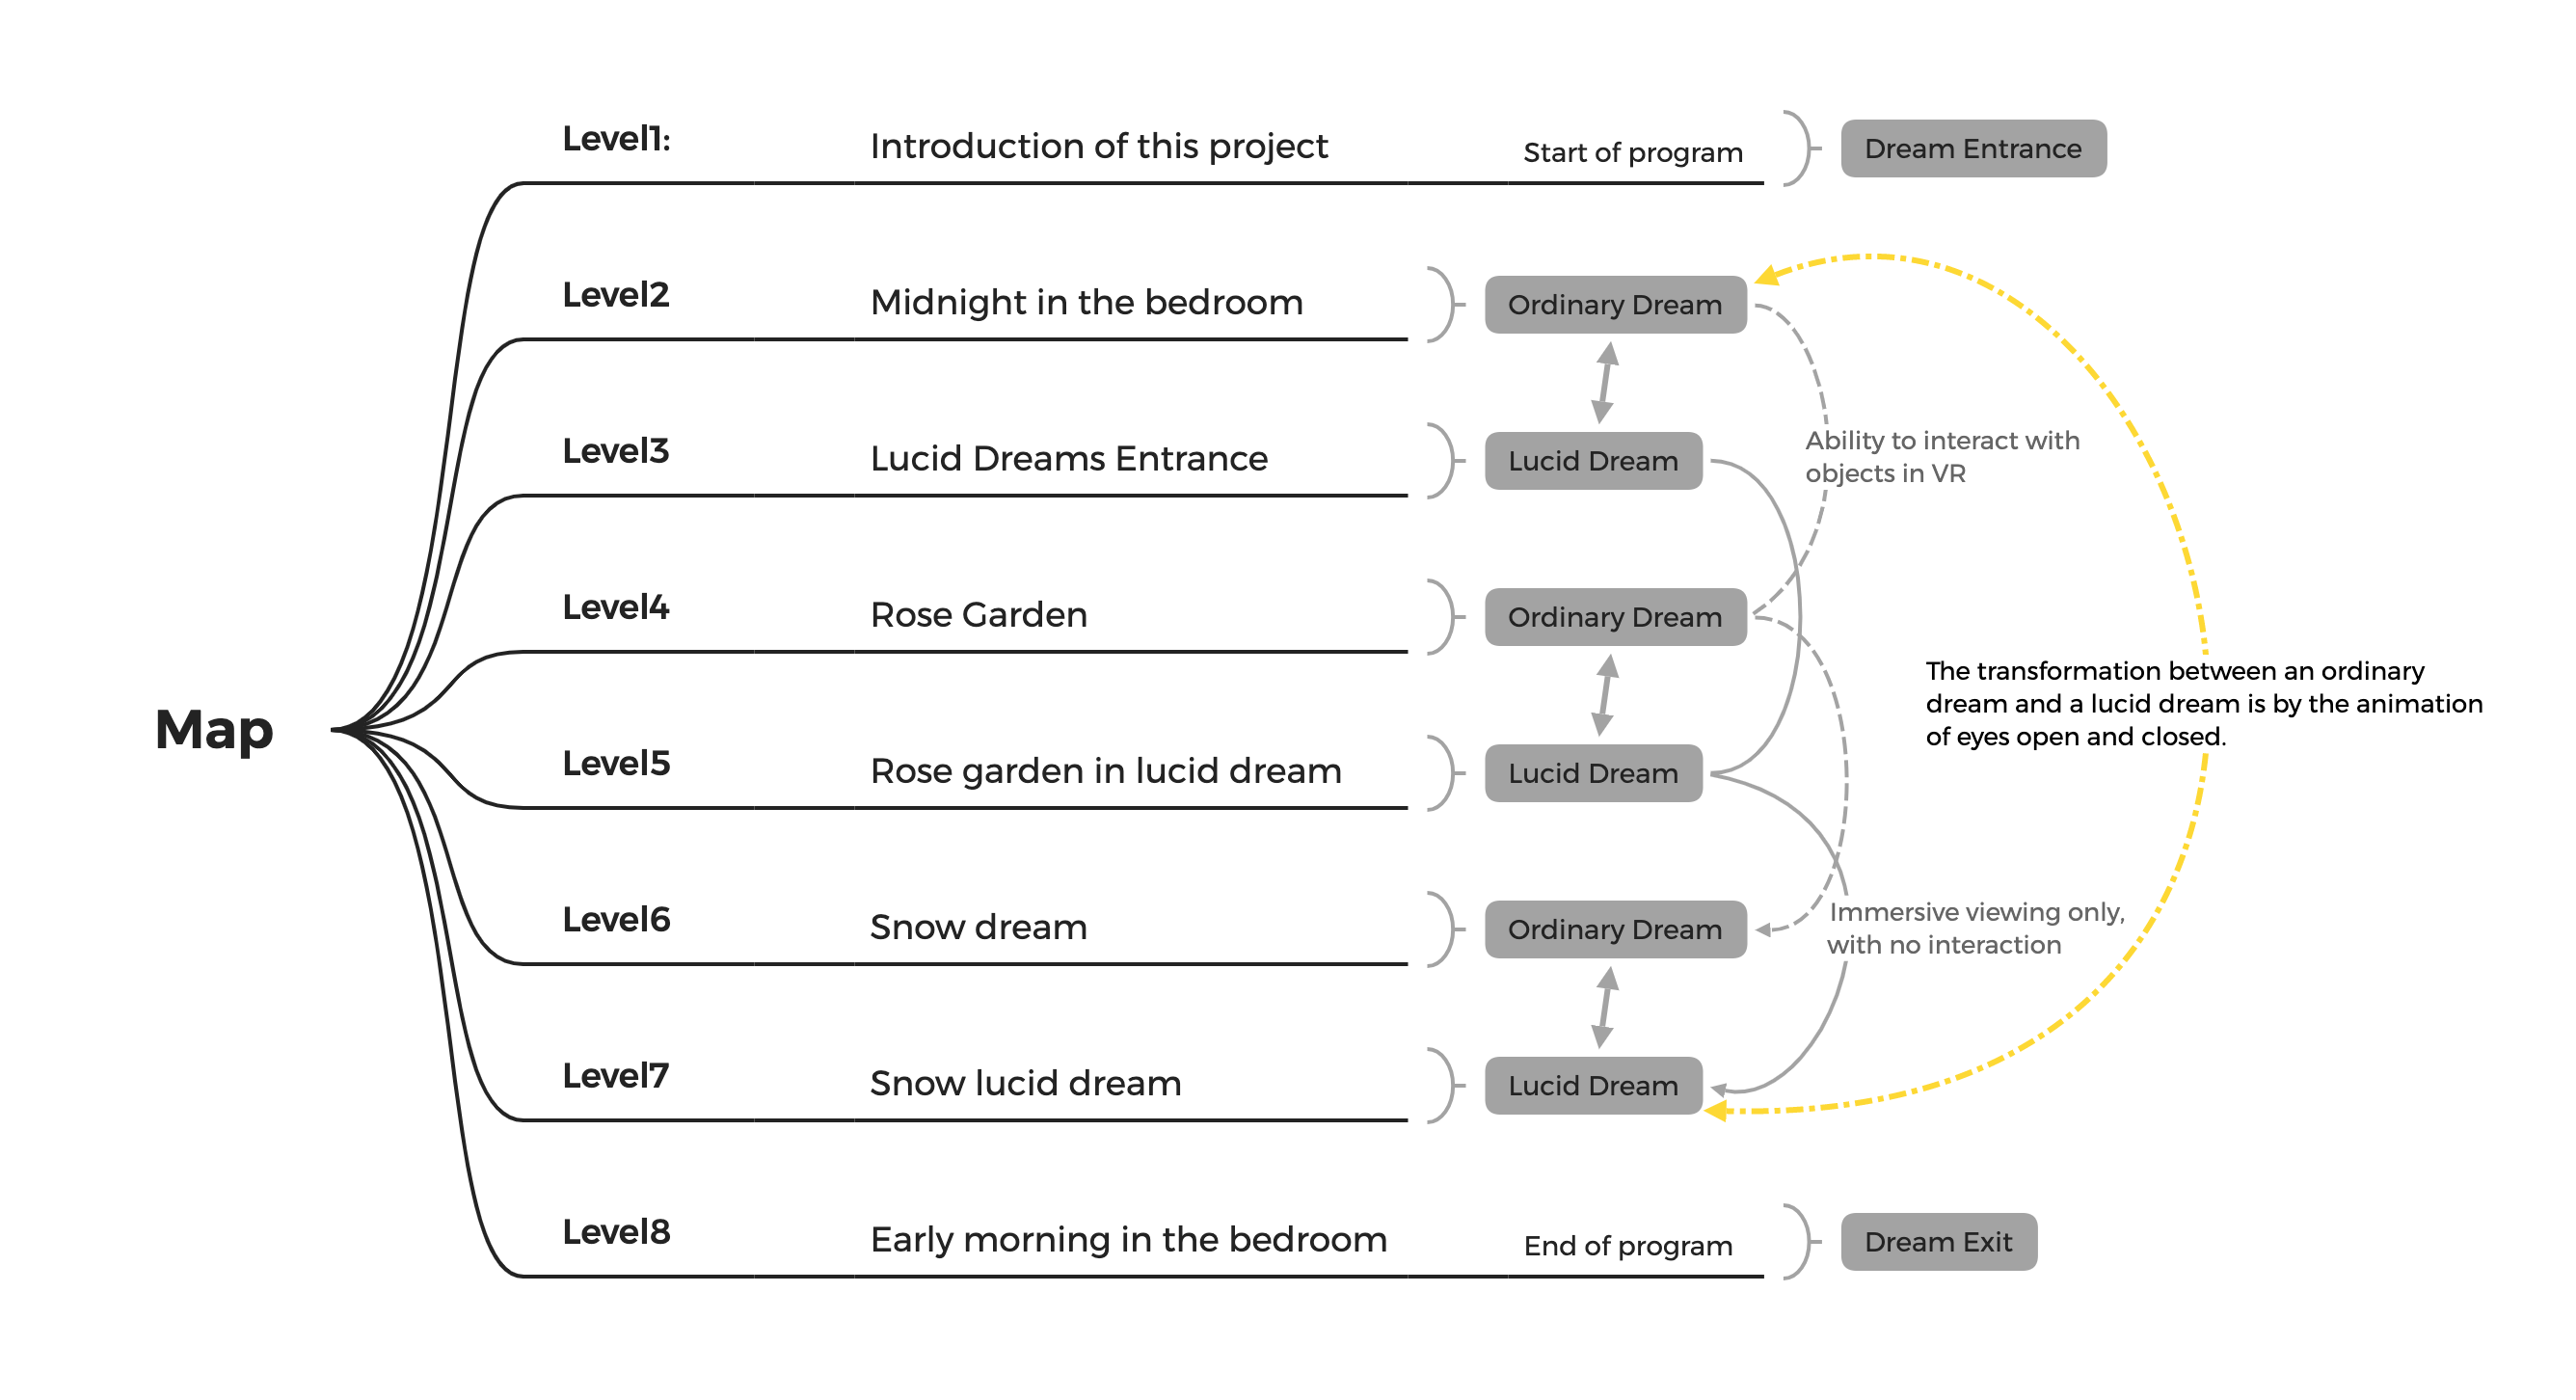 Map
Level1:
Introduction of this project
Start of program
Dream Entrance
Level2
Midnight in the bedroom
Ordinary Dream
Level3
Lucid Dreams Entrance
Lucid Dream
Ability to interact with
objects in VR
Level4
Rose Garden
Ordinary Dream
The transformation between an ordinary
dream and a lucid dream is by the animation
of eyes open and closed.
Level5
Rose garden in lucid dream
Lucid Dream
Level6
Snow dream
Ordinary Dream
Immersive viewing only,
with no interaction
Level7
Snow lucid dream
Lucid Dream
Level8
Early morning in the bedroom
End of program
Dream Exit